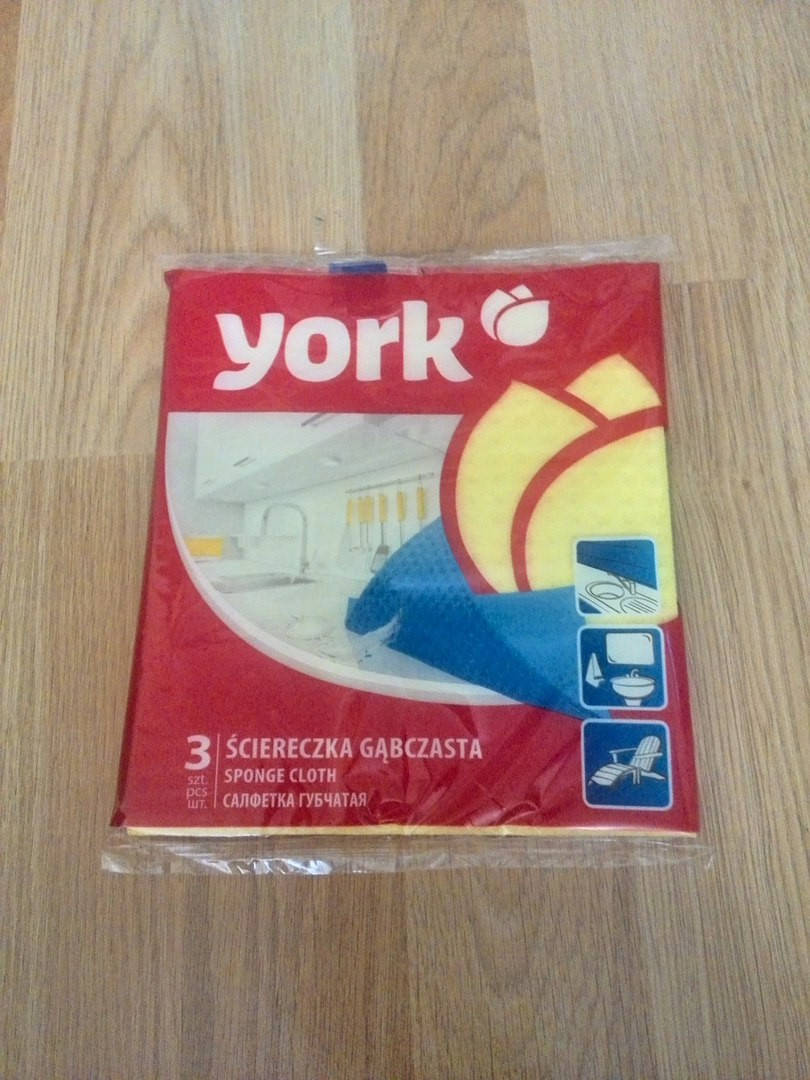 york
3
szt.
pcs
шт.
ŚCIERECZKA GĄBCZASTA
SPONGE CLOTH
САЛФЕТКА ГУБЧАТАЯ